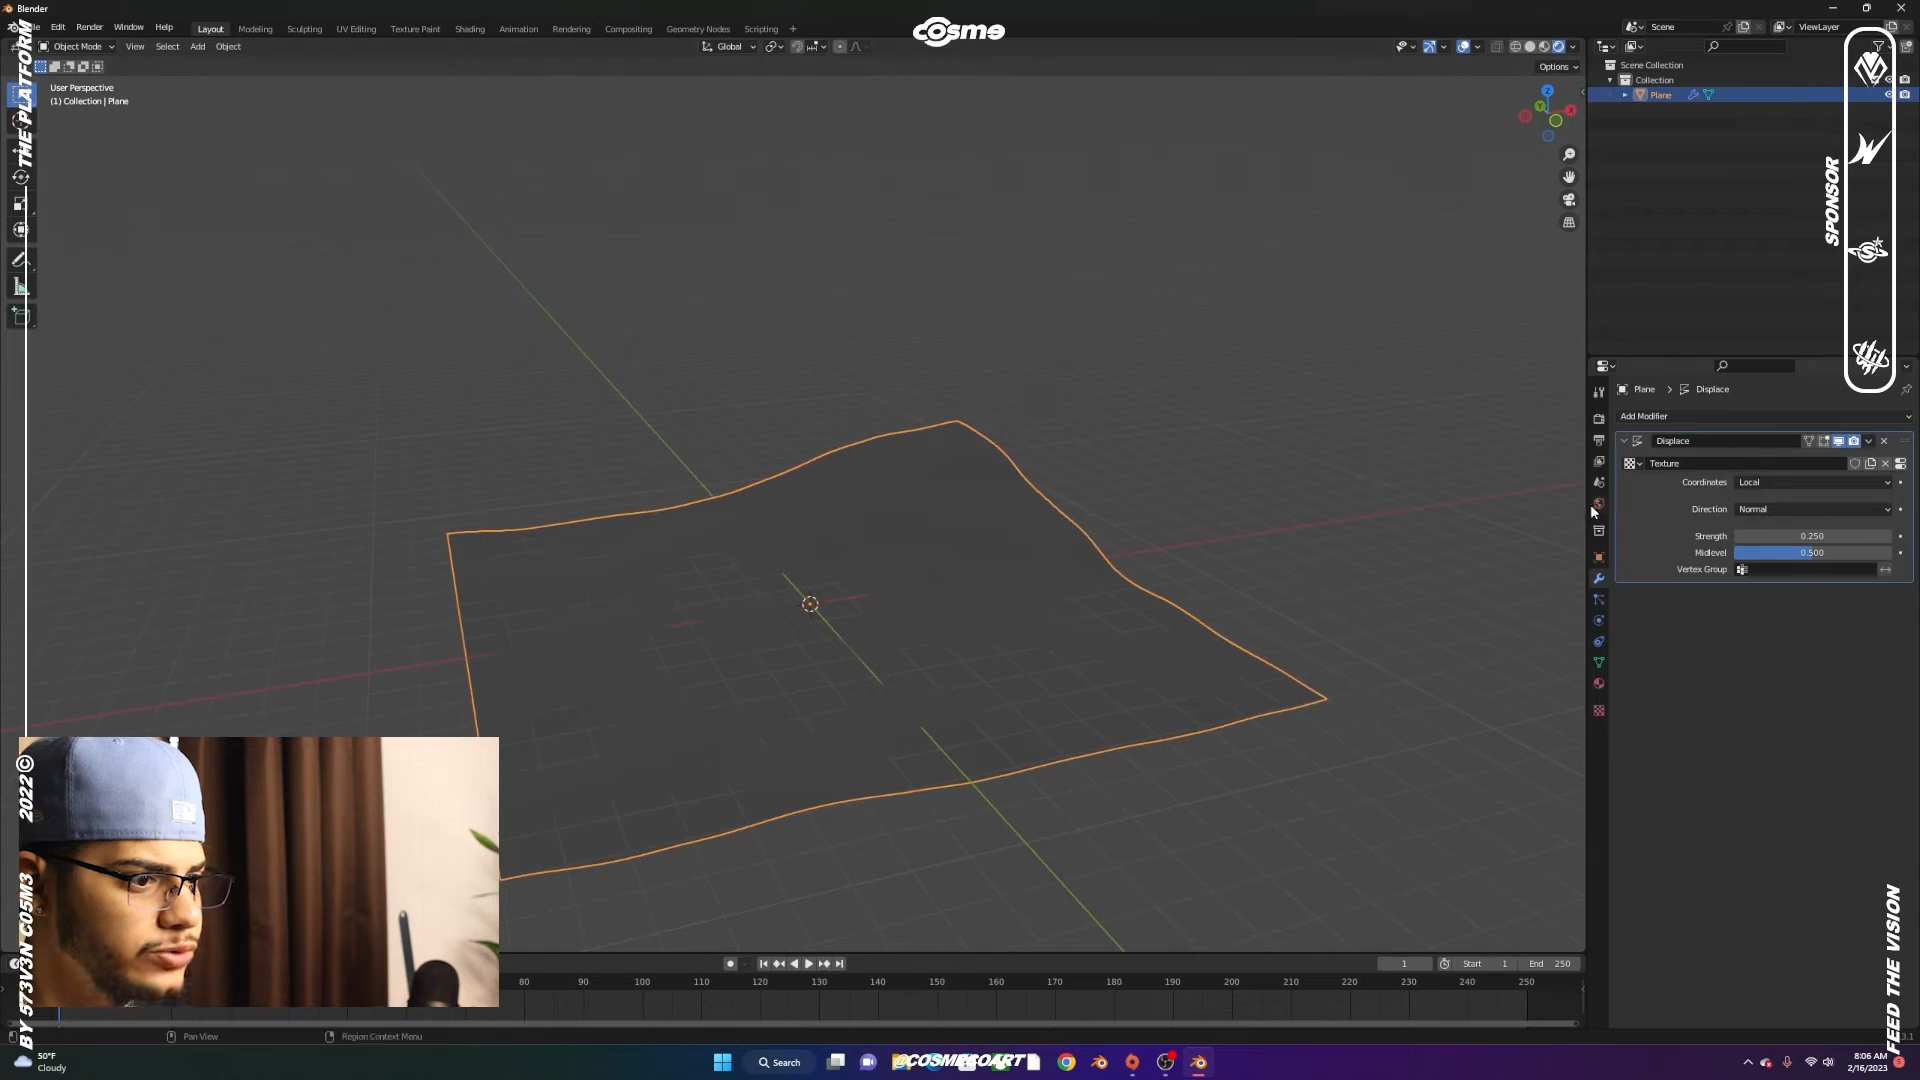 Blender
Edit Render Window Help
Layout Modeling Sculpting UV Editing Texture Paint Shading Animation Rendering Compositing Geometry Nodes Scripting +
cosme
Scene
ViewLayer
Object Mode View Select Add Object
Global
Options
User Perspective
(1) Collection | Plane
Z
Y
X
Scene Collection
Collection
Plane
THE PLATFORM
SPONSOR
Plane > Displace
Add Modifier
Displace
Texture
Coordinates Local
Direction Normal
Strength 0.250
Midlevel 0.500
Vertex Group
2022©
BY 573V3N C05M3
FEED THE VISION
1
Start 1
End 250
80 90 100 110 120 130 140 150 160 170 180 190 200 210 220 230 240 250
Pan View
Region Context Menu
50°F
Cloudy
Search
@COSMECOART
8:06 AM
2/16/2023